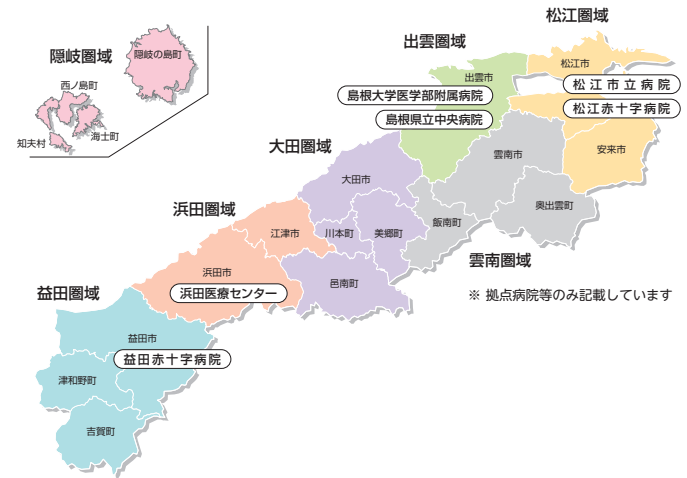 松江圏域
出雲圏域
隠岐圏域
隠岐の島町
松江市
出雲市
西ノ島町
松江市立病院
島根大学医学部附属病院
松江赤十字病院
島根県立中央病院
海士町
知夫村
大田圏域
安来市
雲南市
大田市
奥出雲町
浜田圏域
飯南町
江津市
川本町
美郷町
雲南圏域
浜田市
邑南町
浜田医療センター
益田圏域
※ 拠点病院等のみ記載しています
益田市
益田赤十字病院
津和野町
吉賀町